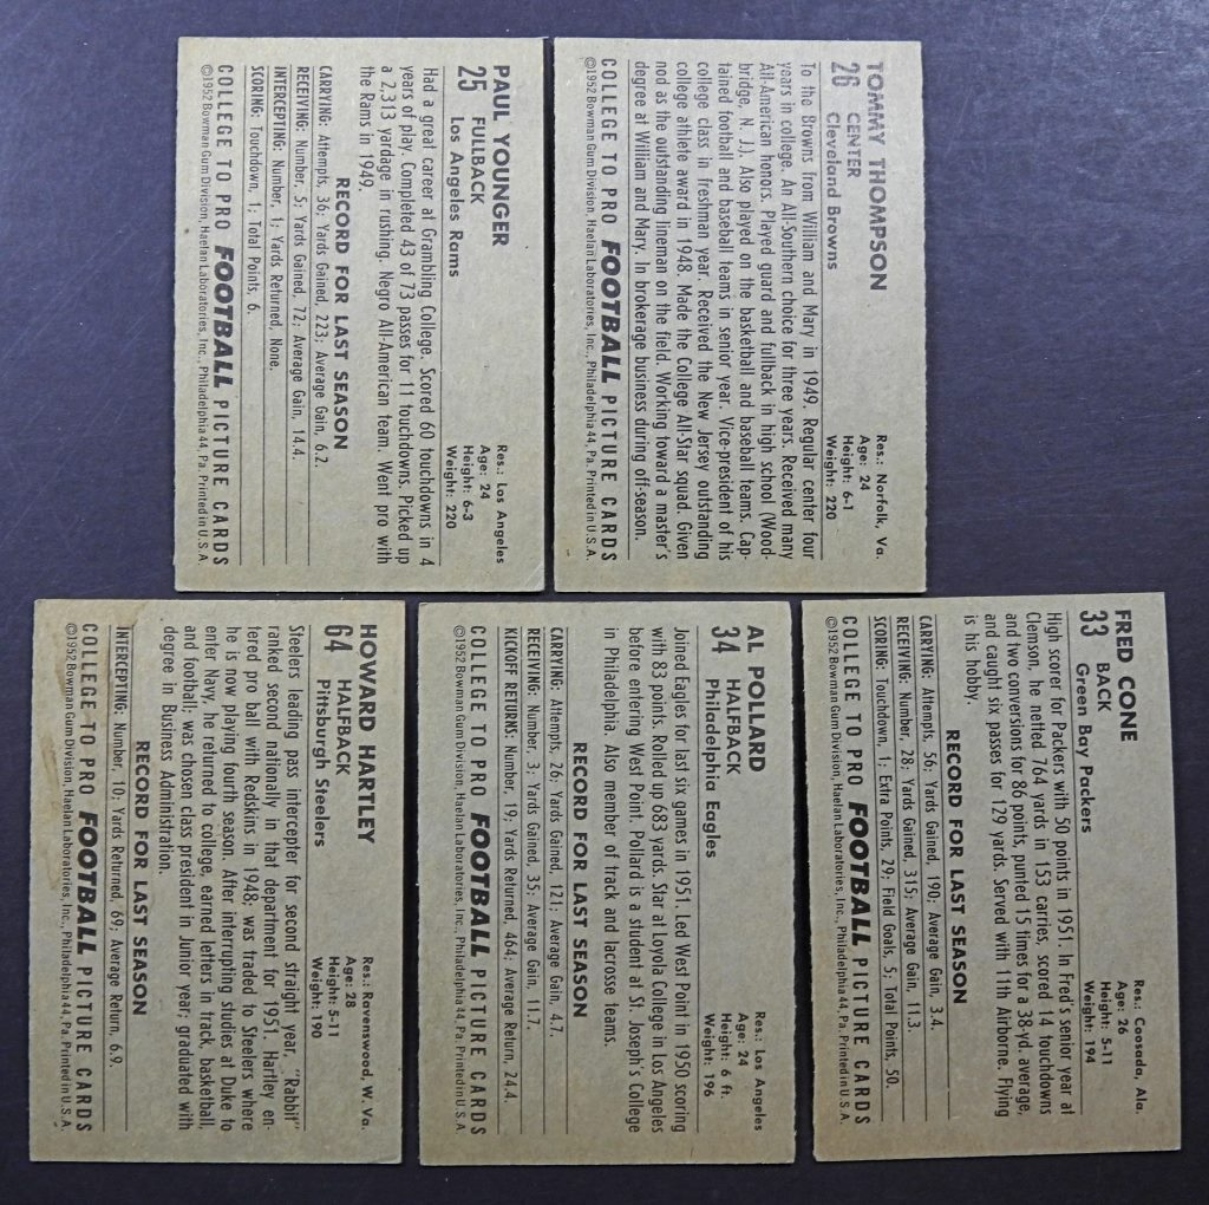 TOMMY THOMPSON
26 CENTER
Cleveland Browns
Res.: Norfolk, Va.
Age: 24
Height: 6-1
Weight: 220
To the Browns from William and Mary in 1949. Regular center four
years in college. An All-Southern choice for three years. Received many
All-American honors. Played guard and fullback in high school (Wood-
bridge, N. J.). Also played on the basketball and baseball teams. Cap-
tained football and baseball teams in senior year. Vice-president of his
college class in freshman year. Received the New Jersey outstanding
college athlete award in 1948. Made the College All-Star squad. Given
nod as the outstanding lineman on the field. Working toward a master's
degree at William and Mary. In brokerage business during off-season.
COLLEGE TO PRO FOOTBALL PICTURE CARDS
©1952 Bowman Gum Division, Haelan Laboratories, Inc., Philadelphia 44, Pa. Printed in U.S.A.
PAUL YOUNGER
25 FULLBACK
Los Angeles Rams
Res.: Los Angeles
Age: 24
Height: 6-3
Weight: 220
Had a great career at Grambling College. Scored 60 touchdowns in 4
years of play. Completed 43 of 73 passes for 11 touchdowns. Picked up
a 2,313 yardage in rushing. Negro All-American team. Went pro with
the Rams in 1949.
RECORD FOR LAST SEASON
CARRYING: Attempts, 36; Yards Gained, 223; Average Gain, 6.2.
RECEIVING: Number, 5; Yards Gained, 72; Average Gain, 14.4.
INTERCEPTING: Number, 1; Yards Returned, None.
SCORING: Touchdown, 1; Total Points, 6.
COLLEGE TO PRO FOOTBALL PICTURE CARDS
©1952 Bowman Gum Division, Haelan Laboratories, Inc., Philadelphia 44, Pa. Printed in U.S.A.
FRED CONE
33 BACK
Green Bay Packers
Res.: Coosada, Ala.
Age: 26
Height: 5-11
Weight: 194
High scorer for Packers with 50 points in 1951. In Fred's senior year at
Clemson, he netted 764 yards in 153 carries, scored 14 touchdowns
and two conversions for 86 points, punted 15 times for a 38-yd. average,
and caught six passes for 129 yards. Served with 11th Airborne. Flying
is his hobby.
RECORD FOR LAST SEASON
CARRYING: Attempts, 56; Yards Gained, 190; Average Gain, 3.4.
RECEIVING: Number, 28; Yards Gained, 315; Average Gain, 11.3.
SCORING: Touchdown, 1; Extra Points, 29; Field Goals, 5; Total Points, 50.
COLLEGE TO PRO FOOTBALL PICTURE CARDS
©1952 Bowman Gum Division, Haelan Laboratories, Inc., Philadelphia 44, Pa. Printed in U.S.A.
AL POLLARD
34 HALFBACK
Philadelphia Eagles
Res.: Los Angeles
Age: 24
Height: 6 ft.
Weight: 196
Joined Eagles for last six games in 1951. Led West Point in 1950 scoring
with 83 points. Rolled up 683 yards. Star at Loyola College in Los Angeles
before entering West Point. Pollard is a student at St. Joseph's College
in Philadelphia. Also member of track and lacrosse teams.
RECORD FOR LAST SEASON
CARRYING: Attempts, 26; Yards Gained, 121; Average Gain, 4.7.
RECEIVING: Number, 3; Yards Gained, 35; Average Gain, 11.7.
KICKOFF RETURNS: Number, 19; Yards Returned, 464; Average Return, 24.4.
COLLEGE TO PRO FOOTBALL PICTURE CARDS
©1952 Bowman Gum Division, Haelan Laboratories, Inc., Philadelphia 44, Pa. Printed in U.S.A.
HOWARD HARTLEY
64 HALFBACK
Pittsburgh Steelers
Res.: Ravenswood, W. Va.
Age: 28
Height: 5-11
Weight: 190
Steelers leading pass intercepter for second straight year, "Rabbit"
ranked second nationally in that department for 1951. Hartley en-
tered pro ball with Redskins in 1948; was traded to Steelers where
he is now playing fourth season. After interrupting studies at Duke to
enter Navy, he returned to college, earned letters in track, basketball,
and football; was chosen class president in Junior year; graduated with
degree in Business Administration.
RECORD FOR LAST SEASON
INTERCEPTING: Number, 10; Yards Returned, 69; Average Return, 6.9.
COLLEGE TO PRO FOOTBALL PICTURE CARDS
©1952 Bowman Gum Division, Haelan Laboratories, Inc., Philadelphia 44, Pa. Printed in U.S.A.